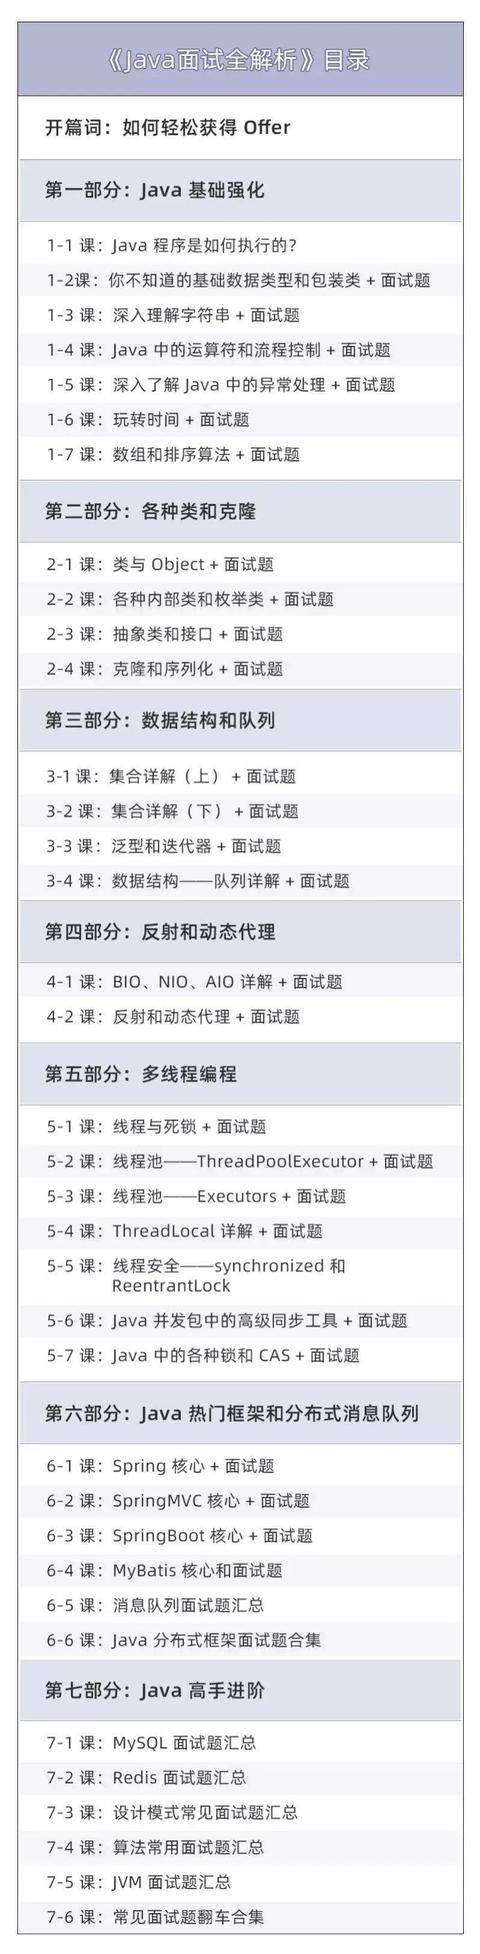 《Java面试全解析》目录
开篇词：如何轻松获得 Offer
第一部分：Java 基础强化
1-1 课：Java 程序是如何执行的？
1-2课：你不知道的基础数据类型和包装类 + 面试题
1-3 课：深入理解字符串 + 面试题
1-4 课：Java 中的运算符和流程控制 + 面试题
1-5 课：深入了解 Java 中的异常处理 + 面试题
1-6 课：玩转时间 + 面试题
1-7 课：数组和排序算法 + 面试题
第二部分：各种类和克隆
2-1 课：类与 Object + 面试题
2-2 课：各种内部类和枚举类 + 面试题
2-3 课：抽象类和接口 + 面试题
2-4 课：克隆和序列化 + 面试题
第三部分：数据结构和队列
3-1 课：集合详解（上） + 面试题
3-2 课：集合详解（下） + 面试题
3-3 课：泛型和迭代器 + 面试题
3-4 课：数据结构——队列详解 + 面试题
第四部分：反射和动态代理
4-1 课：BIO、NIO、AIO 详解 + 面试题
4-2 课：反射和动态代理 + 面试题
第五部分：多线程编程
5-1 课：线程与死锁 + 面试题
5-2 课：线程池——ThreadPoolExecutor + 面试题
5-3 课：线程池——Executors + 面试题
5-4 课：ThreadLocal 详解 + 面试题
5-5 课：线程安全——synchronized 和
ReentrantLock
5-6 课：Java 并发包中的高级同步工具 + 面试题
5-7 课：Java 中的各种锁和 CAS + 面试题
第六部分：Java 热门框架和分布式消息队列
6-1 课：Spring 核心 + 面试题
6-2 课：SpringMVC 核心 + 面试题
6-3 课：SpringBoot 核心 + 面试题
6-4 课：MyBatis 核心和面试题
6-5 课：消息队列面试题汇总
6-6 课：Java 分布式框架面试题合集
第七部分：Java 高手进阶
7-1 课：MySQL 面试题汇总
7-2 课：Redis 面试题汇总
7-3 课：设计模式常见面试题汇总
7-4 课：算法常用面试题汇总
7-5 课：JVM 面试题汇总
7-6 课：常见面试题翻车合集